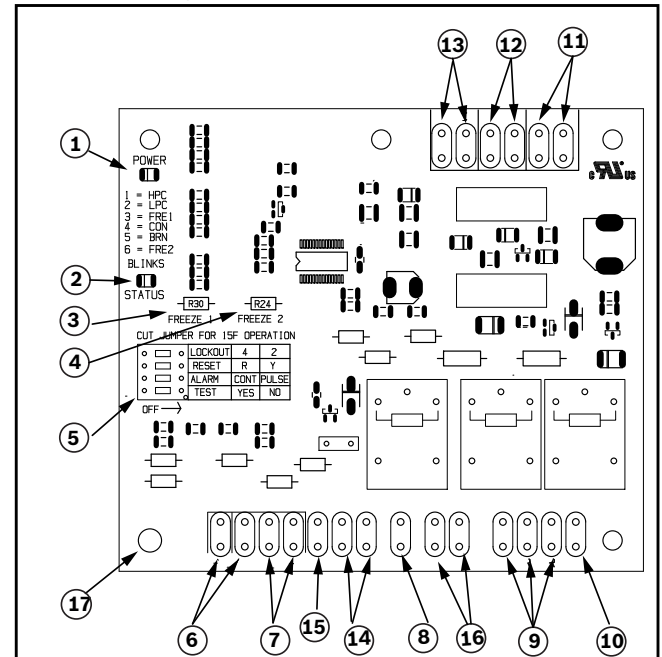 13
12
11
1
POWER
1 = HPC
2 = LPC
3 = FRE1
4 = CON
5 = BRN
6 = FRE2
BLINKS
2
STATUS
c RU US
R30
R24
3
FREEZE 1
FREEZE 2
CUT JUMPER FOR 15F OPERATION
4
LOCKOUT 4 2
RESET R Y
ALARM CONT PULSE
TEST YES NO
OFF
5
17
6
7
15
14
8
16
9
10